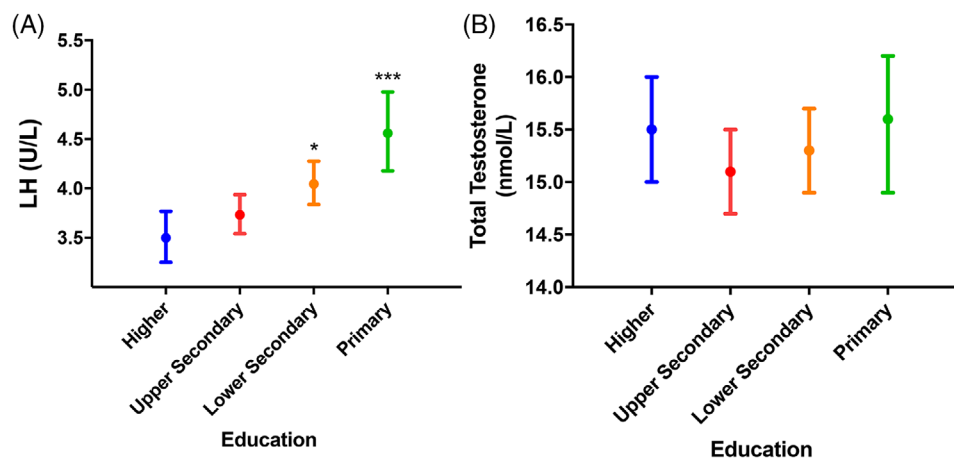 (A)
LH (U/L)
5.5
5.0
4.5
4.0
3.5
*
***
Higher
Upper Secondary
Lower Secondary
Primary
Education
(B)
Total Testosterone
(nmol/L)
16.5
16.0
15.5
15.0
14.5
14.0
Higher
Upper Secondary
Lower Secondary
Primary
Education